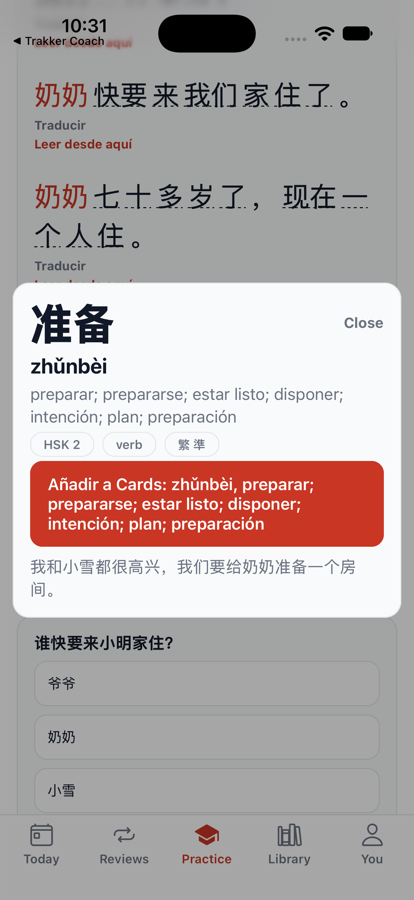 10:31
◀ Trakker Coach
Leer desde aquí
奶奶快要来我们家住了。
Traducir
Leer desde aquí
奶奶七十多岁了，现在一
个人住。
Traducir
准备
Close
zhǔnbèi
preparar; prepararse; estar listo; disponer;
intención; plan; preparación
HSK 2
verb
繁 準
Añadir a Cards: zhǔnbèi, preparar;
prepararse; estar listo; disponer;
intención; plan; preparación
我和小雪都很高兴，我们要给奶奶准备一个房
间。
谁快要来小明家住?
爷爷
奶奶
小雪
Today
Reviews
Practice
Library
You